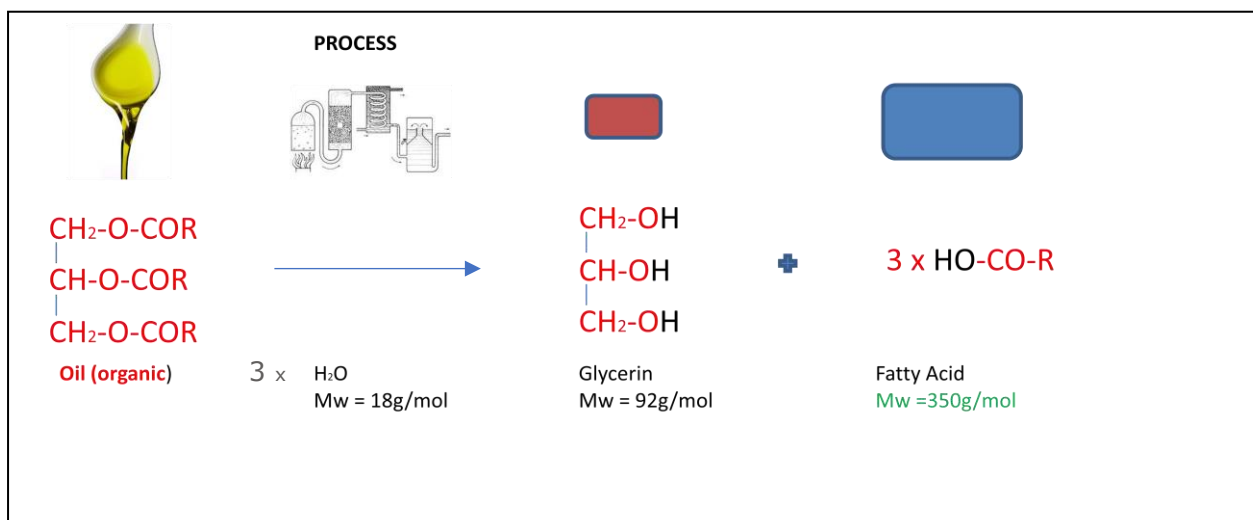 PROCESS
CH₂-O-COR
CH-O-COR
CH₂-O-COR
Oil (organic)
3 x H₂O
Mw = 18g/mol
CH₂-OH
CH-OH
CH₂-OH
Glycerin
Mw = 92g/mol
3 x HO-CO-R
Fatty Acid
Mw =350g/mol